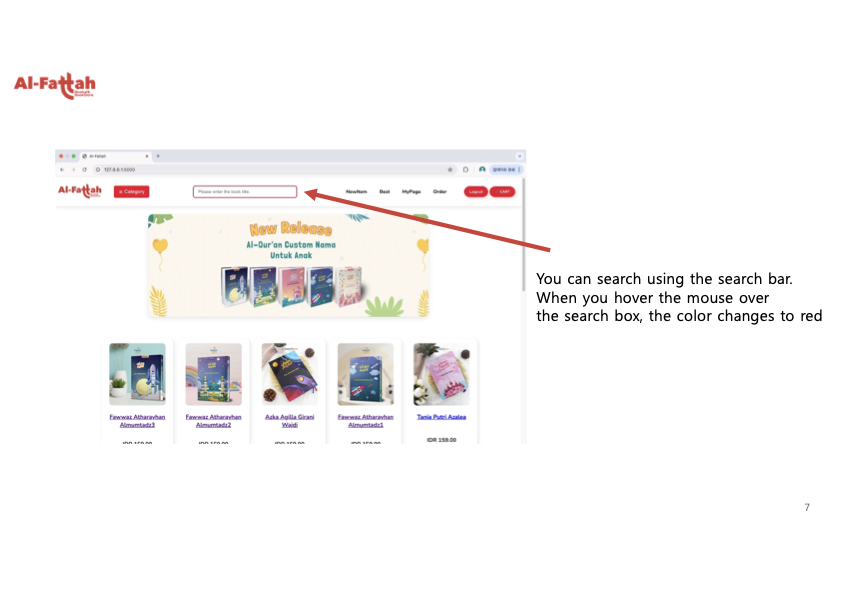 Al-Fattah
Al-Fattah
127.0.0.1:5000
Al-Fattah
Category
Please enter the book title
NewItem
Best
MyPage
Order
Logout
CART
New Release
Al-Qur'an Custom Nama
Untuk Anak
You can search using the search bar.
When you hover the mouse over
the search box, the color changes to red
Fawwaz Atharayhan
Almumtadz3
Fawwaz Atharayhan
Almumtadz2
Azka Agilla Girani
Waidi
Fawwaz Atharayhan
Almumtadz1
Tania Putri Azalea
IDR 159.00
IDR 159.00
IDR 159.00
IDR 159.00
IDR 159.00
7